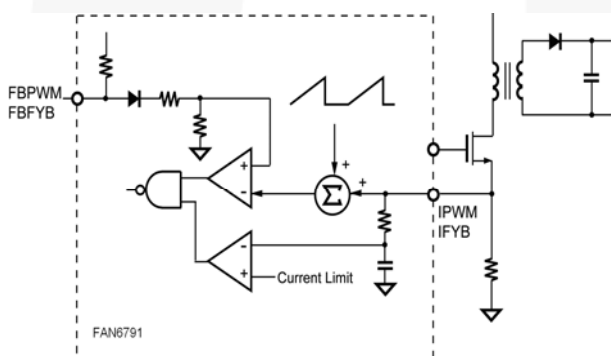 FBPWM
FBFYB
+
-
Σ
+
+
IPWM
IFYB
-
+
Current Limit
FAN6791